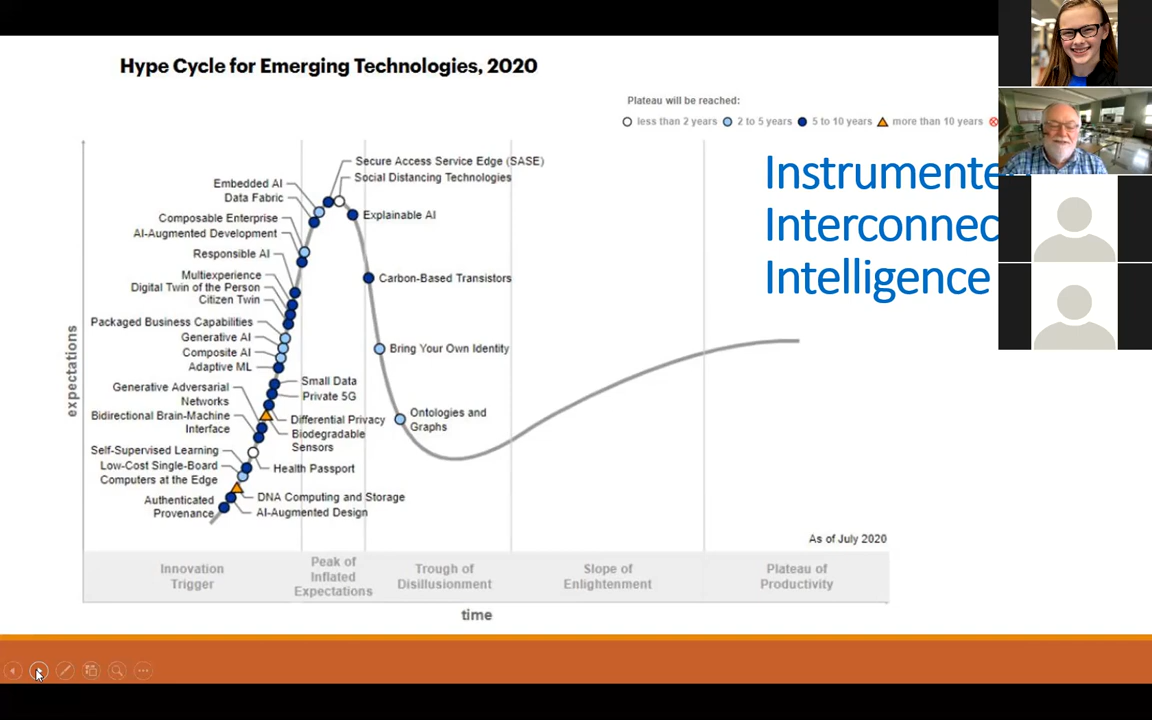 Hype Cycle for Emerging Technologies, 2020
Plateau will be reached:
less than 2 years
2 to 5 years
5 to 10 years
more than 10 years
Instrumente
Interconnec
Intelligence
Secure Access Service Edge (SASE)
Social Distancing Technologies
Embedded AI
Data Fabric
Explainable AI
Composable Enterprise
AI-Augmented Development
Responsible AI
Multiexperience
Carbon-Based Transistors
Digital Twin of the Person
Citizen Twin
Packaged Business Capabilities
Generative AI
Bring Your Own Identity
Composite AI
Adaptive ML
Small Data
Generative Adversarial
Networks
Private 5G
Bidirectional Brain-Machine
Interface
Differential Privacy
Biodegradable
Sensors
Ontologies and
Graphs
Self-Supervised Learning
Low-Cost Single-Board
Computers at the Edge
Health Passport
Authenticated
Provenance
DNA Computing and Storage
AI-Augmented Design
expectations
As of July 2020
Innovation
Trigger
Peak of
Inflated
Expectations
Trough of
Disillusionment
Slope of
Enlightenment
Plateau of
Productivity
time